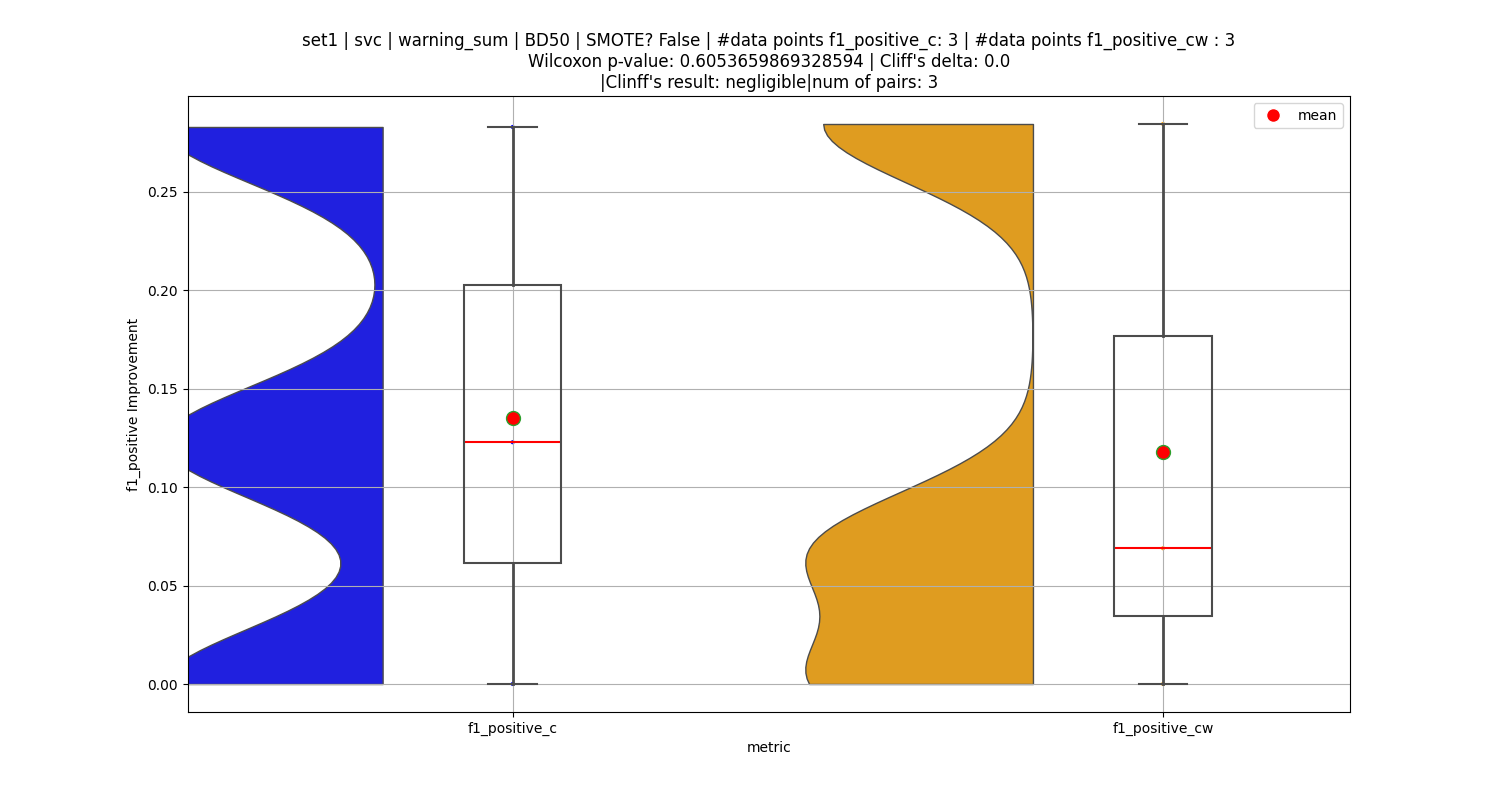 set1 | svc | warning_sum | BD50 | SMOTE? False | #data points f1_positive_c: 3 | #data points f1_positive_cw : 3
Wilcoxon p-value: 0.6053659869328594 | Cliff's delta: 0.0
|Clinff's result: negligible|num of pairs: 3
mean
0.25
0.20
0.15
0.10
0.05
0.00
f1_positive Improvement
f1_positive_c
f1_positive_cw
metric